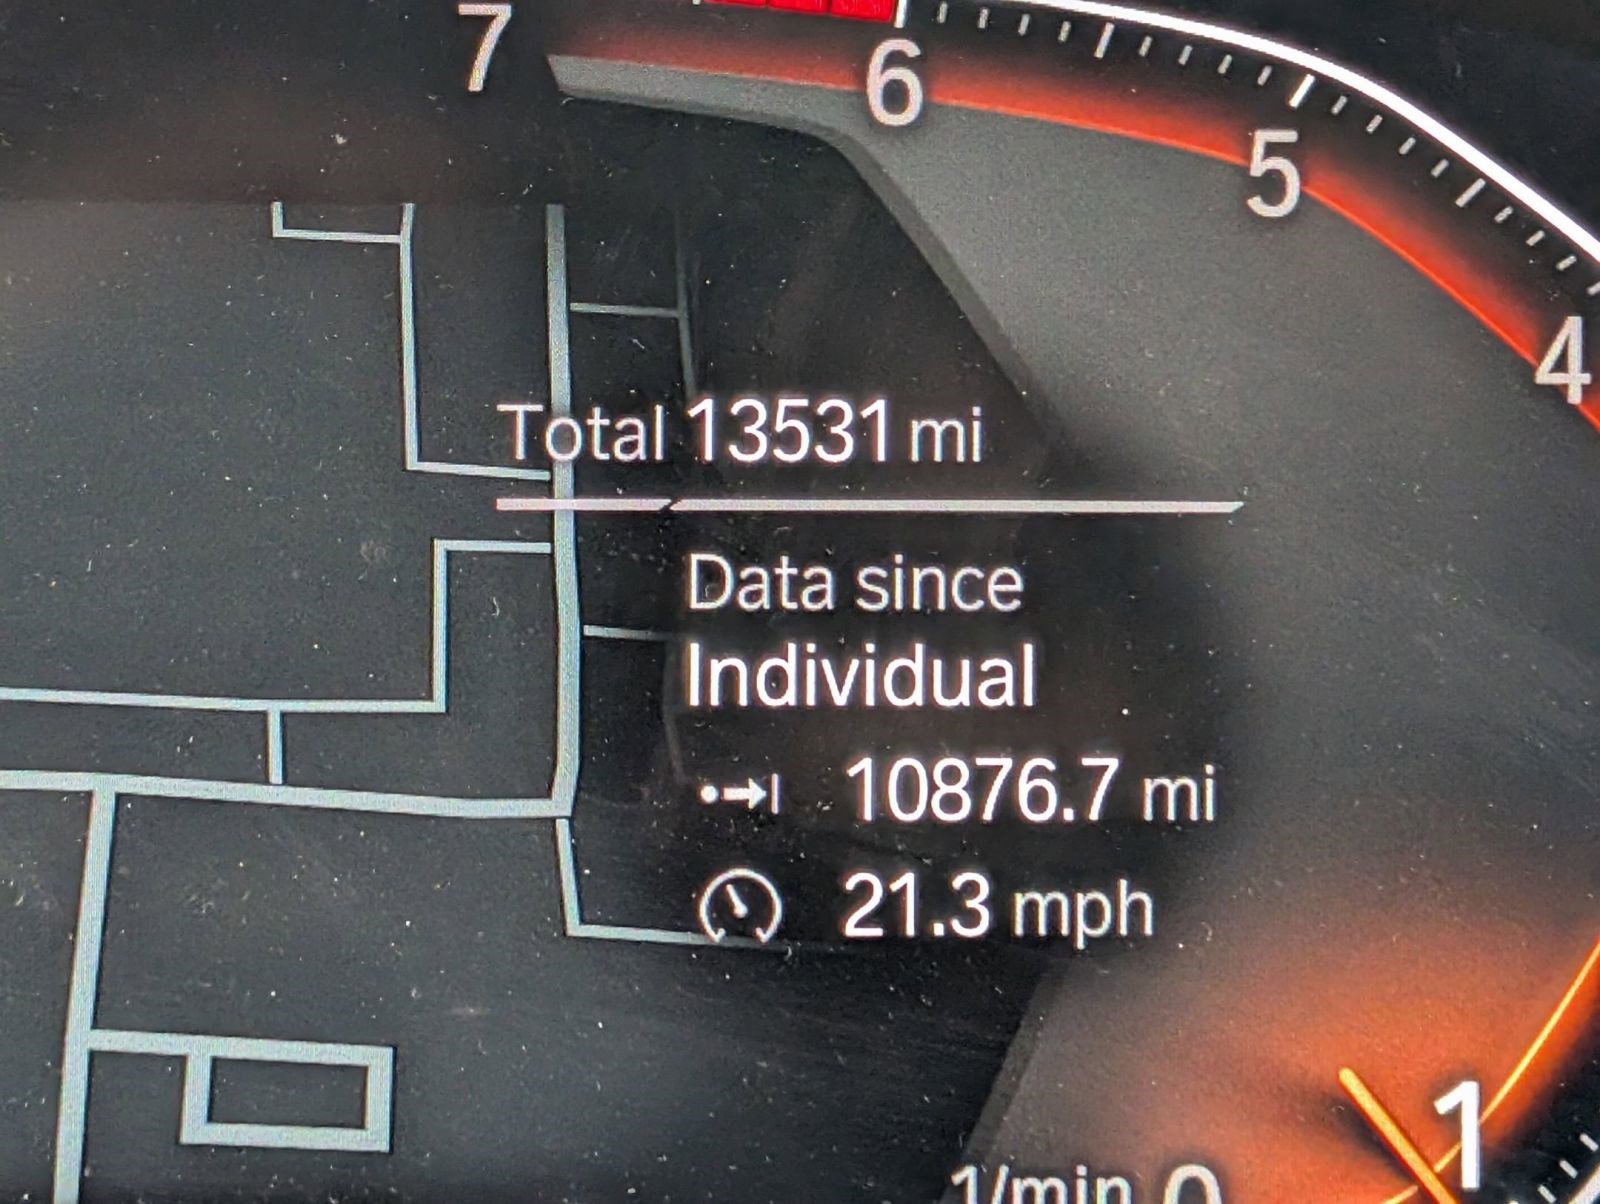 7
6
5
4
Total 13531 mi
Data since
Individual
10876.7 mi
21.3 mph
1
1/min 0